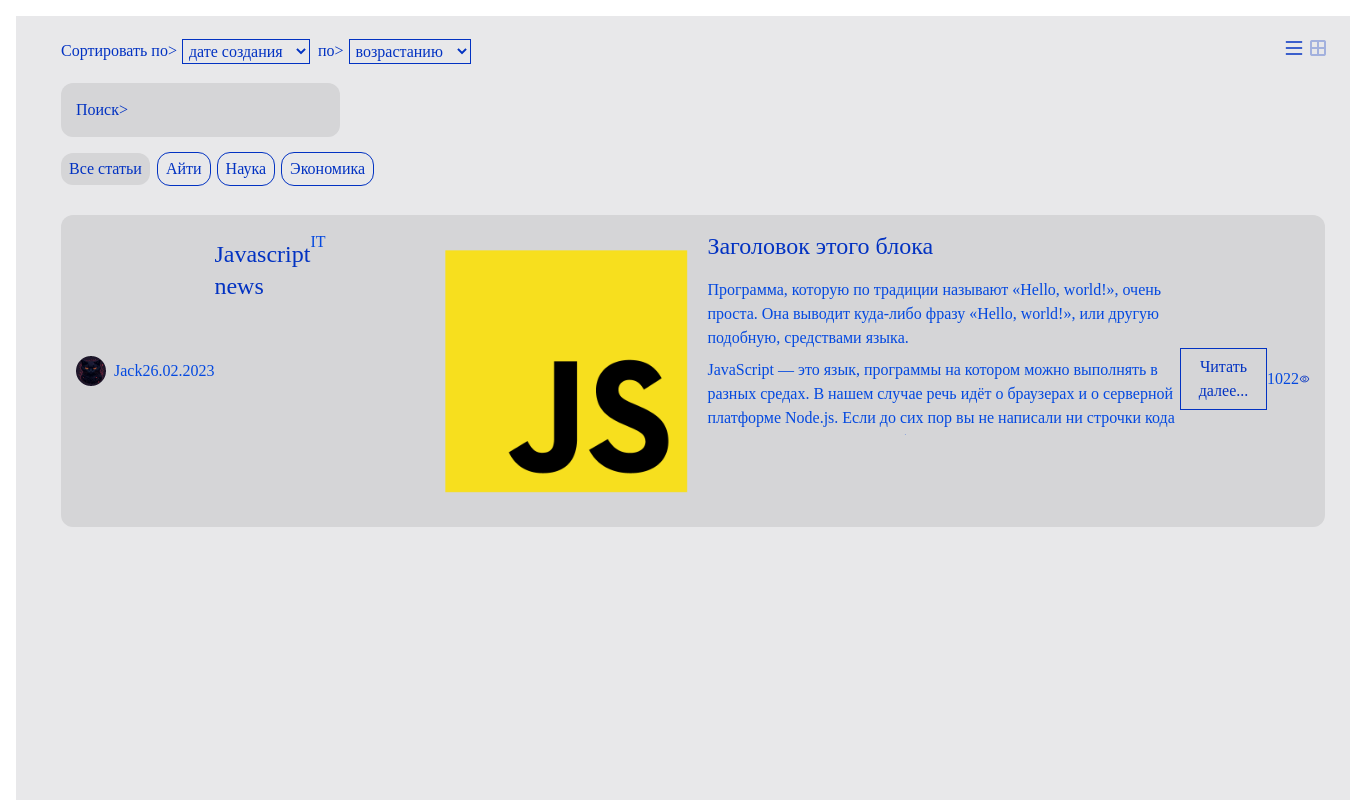 Сортировать по> дате создания по> возрастанию
Поиск>
Все статьи Айти Наука Экономика
Jack26.02.2023
Javascript IT
news
JS
Заголовок этого блока
Программа, которую по традиции называют «Hello, world!», очень
проста. Она выводит куда-либо фразу «Hello, world!», или другую
подобную, средствами языка.
JavaScript — это язык, программы на котором можно выполнять в
разных средах. В нашем случае речь идёт о браузерах и о серверной
платформе Node.js. Если до сих пор вы не написали ни строчки кода
Читать
далее...
1022